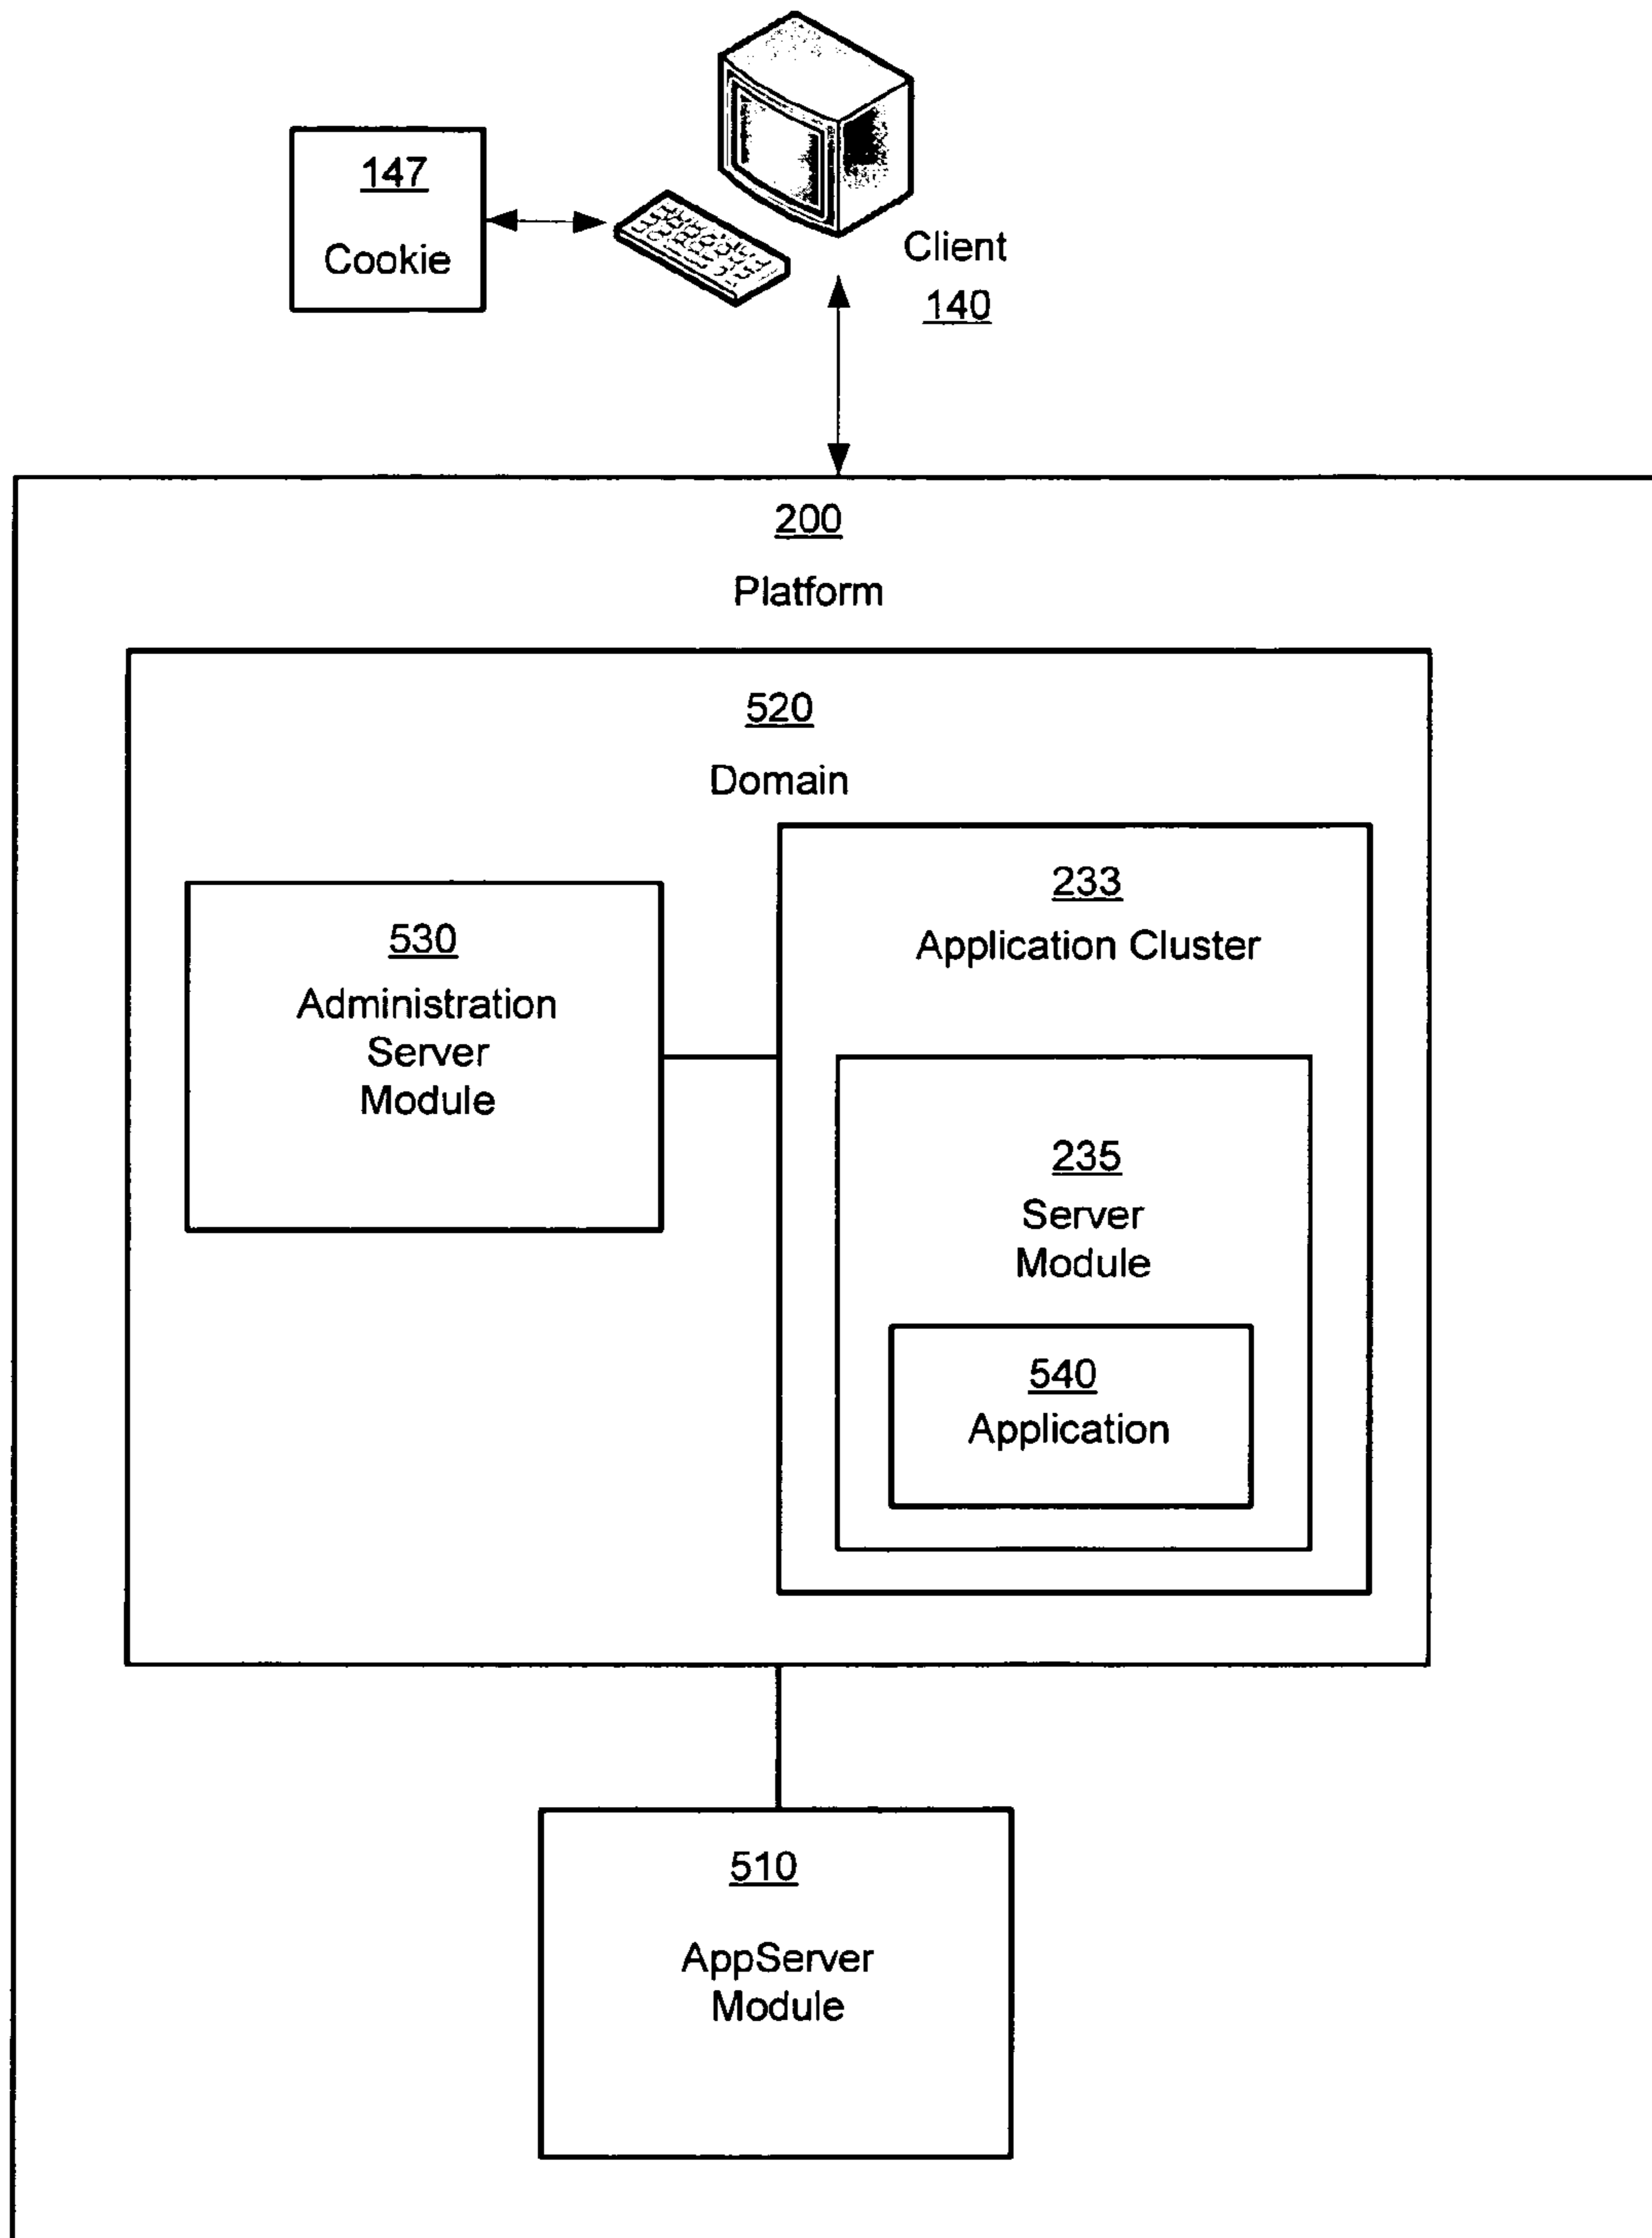 147
Cookie
Client
140
200
Platform
520
Domain
530
Administration
Server
Module
233
Application Cluster
235
Server
Module
540
Application
510
AppServer
Module